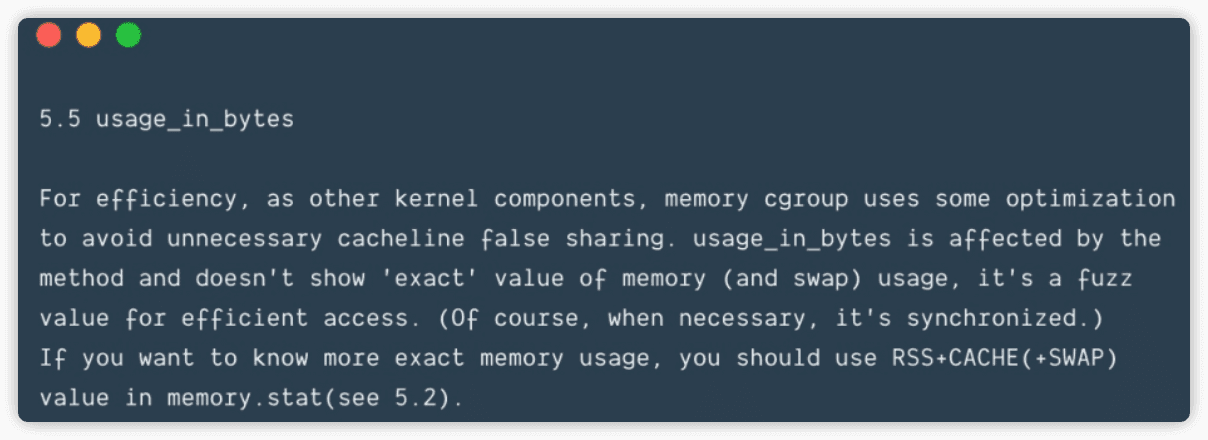 5.5 usage_in_bytes
For efficiency, as other kernel components, memory cgroup uses some optimization
to avoid unnecessary cacheline false sharing. usage_in_bytes is affected by the
method and doesn't show 'exact' value of memory (and swap) usage, it's a fuzz
value for efficient access. (Of course, when necessary, it's synchronized.)
If you want to know more exact memory usage, you should use RSS+CACHE(+SWAP)
value in memory.stat(see 5.2).